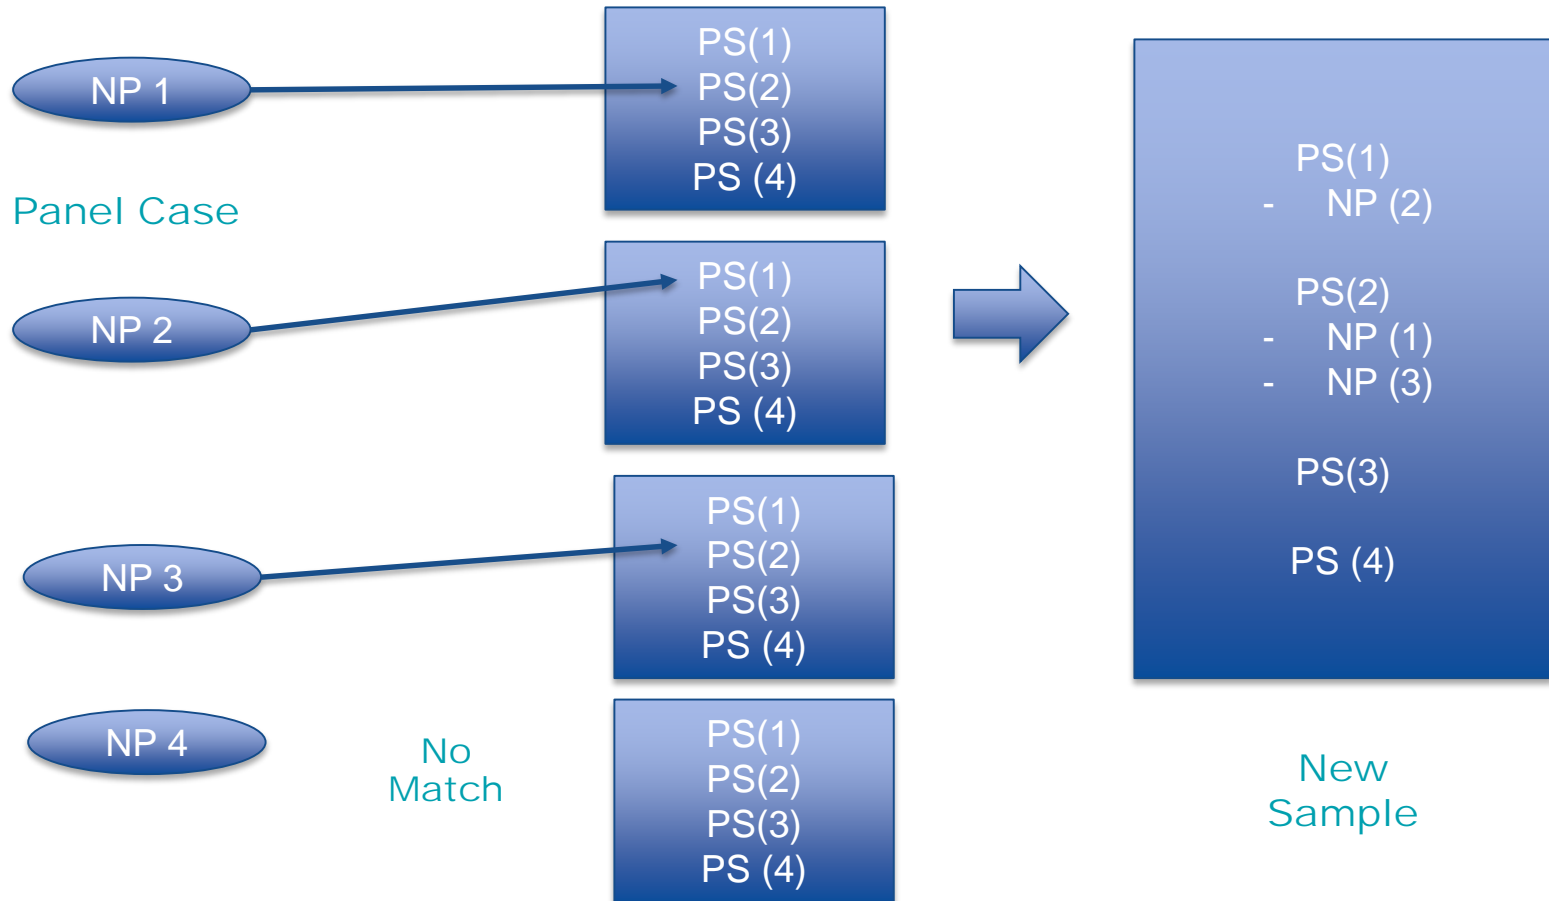 NP 1
PS(1)
PS(2)
PS(3)
PS (4)
Panel Case
NP 2
PS(1)
PS(2)
PS(3)
PS (4)
NP 3
PS(1)
PS(2)
PS(3)
PS (4)
NP 4
No
Match
PS(1)
PS(2)
PS(3)
PS (4)
PS(1)
- NP (2)
PS(2)
- NP (1)
- NP (3)
PS(3)
PS (4)
New
Sample